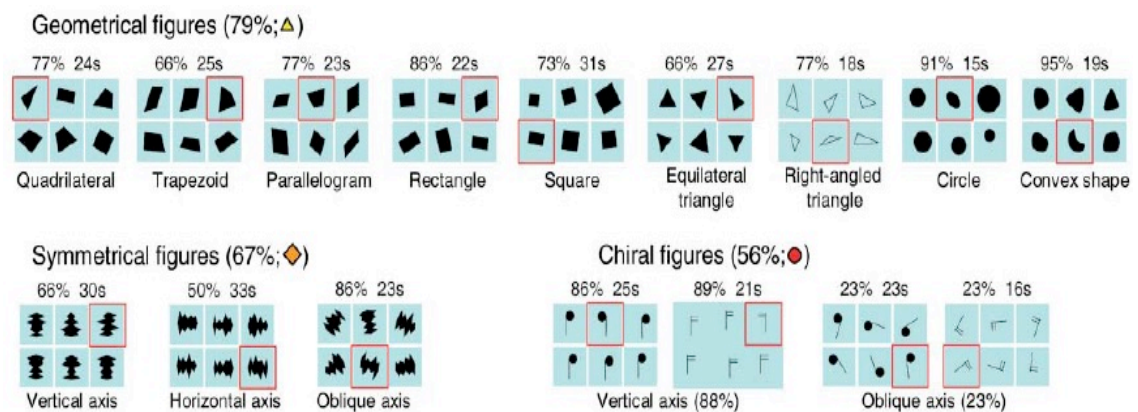 Geometrical figures (79%; )
77% 24s 66% 25s 77% 23s 86% 22s 73% 31s 66% 27s 77% 18s 91% 15s 95% 19s
Quadrilateral Trapezoid Parallelogram Rectangle Square Equilateral triangle Right-angled triangle Circle Convex shape
Symmetrical figures (67%; )
66% 30s 50% 33s 86% 23s
Vertical axis Horizontal axis Oblique axis
Chiral figures (56%; )
86% 25s 89% 21s 23% 23s 23% 16s
Vertical axis (88%) Oblique axis (23%)